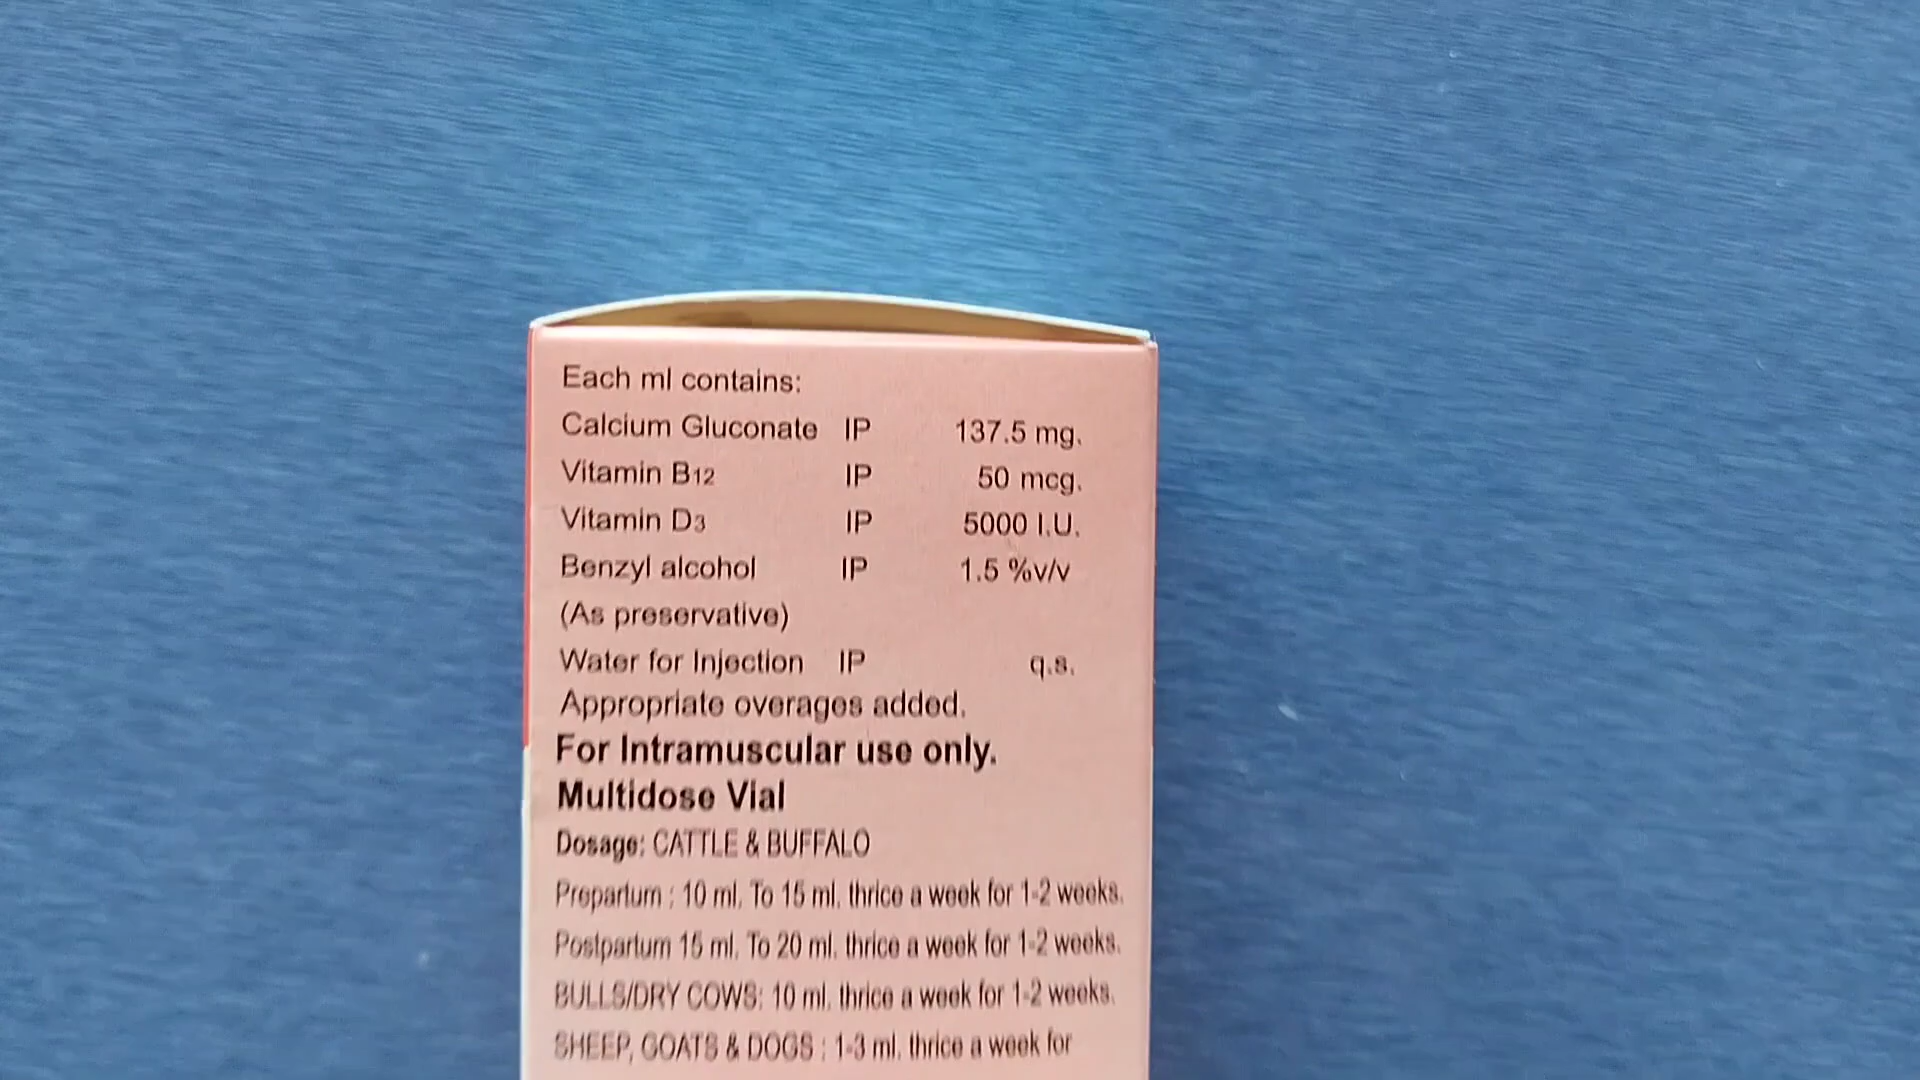 Each ml contains:
Calcium Gluconate IP 137.5 mg.
Vitamin B12 IP 50 mcg.
Vitamin D3 IP 5000 I.U.
Benzyl alcohol IP 1.5 %v/v
(As preservative)
Water for Injection IP q.s.
Appropriate overages added.
For Intramuscular use only.
Multidose Vial
Dosage: CATTLE & BUFFALO
Prepartum : 10 ml. To 15 ml. thrice a week for 1-2 weeks.
Postpartum 15 ml. To 20 ml. thrice a week for 1-2 weeks.
BULLS/DRY COWS: 10 ml. thrice a week for 1-2 weeks.
SHEEP, GOATS & DOGS : 1-3 ml. thrice a week for